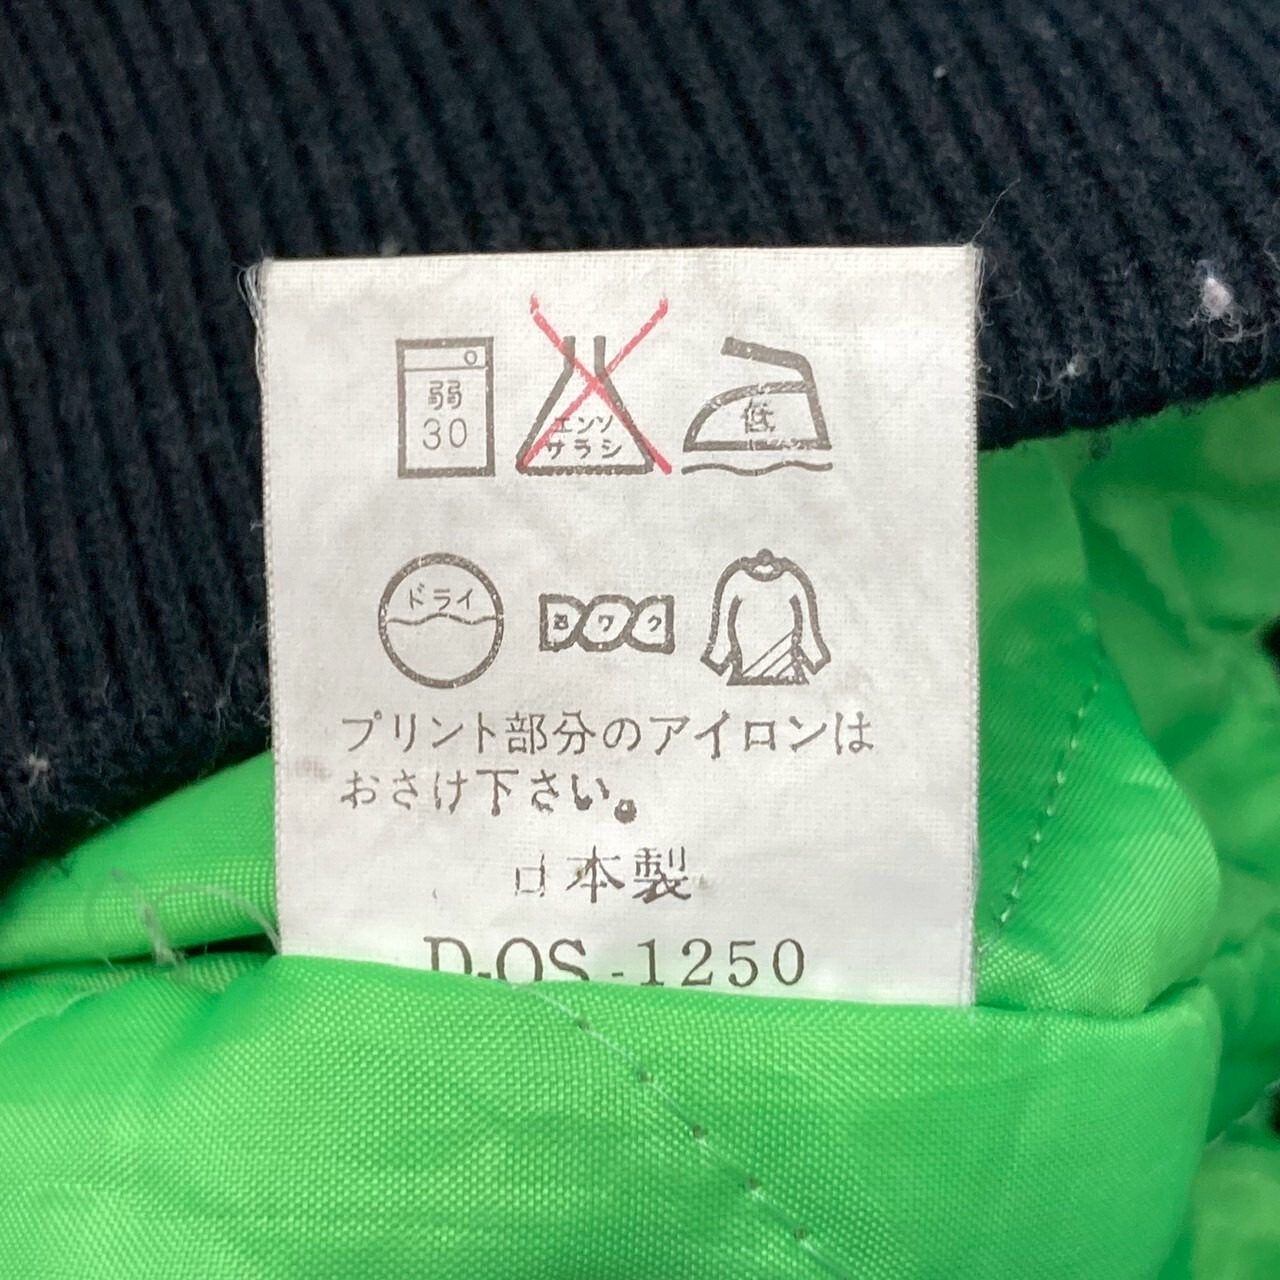 弱
30
エンソ
サラシ
低
ドライ
ヨワク
プリント部分のアイロンは
おさけ下さい。
日本製
D-OS-1250